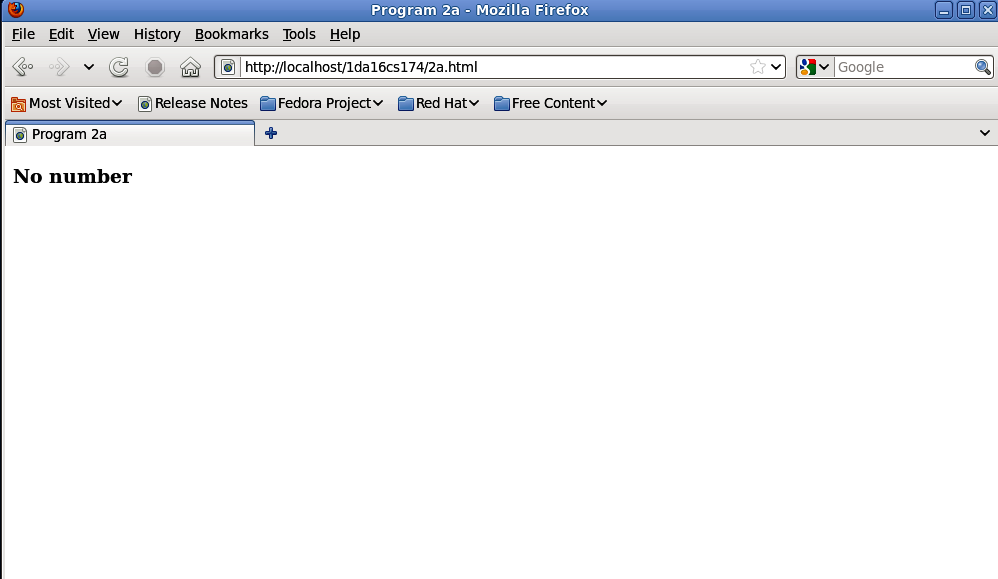 Program 2a - Mozilla Firefox
File Edit View History Bookmarks Tools Help
http://localhost/1da16cs174/2a.html Google
Most Visited Release Notes Fedora Project Red Hat Free Content
Program 2a
No number